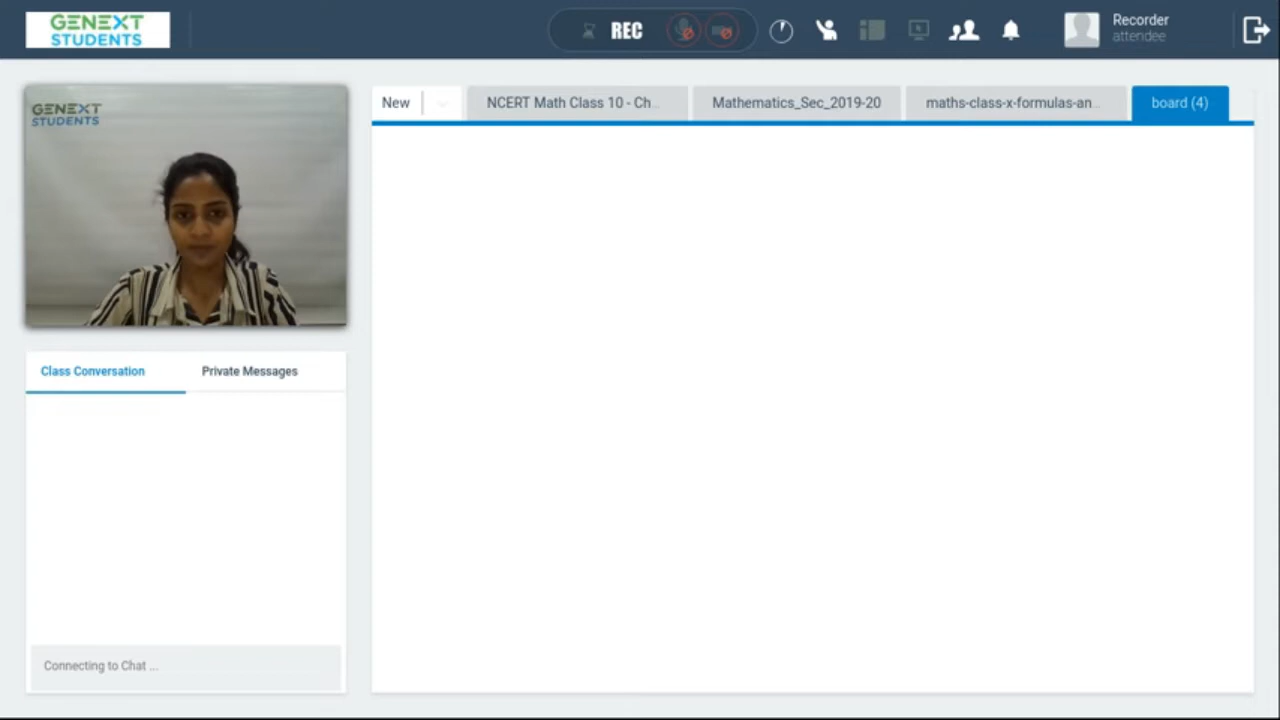 GENEXT
STUDENTS
REC
Recorder
attendee
GENEXT
STUDENTS
New
NCERT Math Class 10 - Ch...
Mathematics_Sec_2019-20
maths-class-x-formulas-an...
board (4)
Class Conversation
Private Messages
Connecting to Chat ...